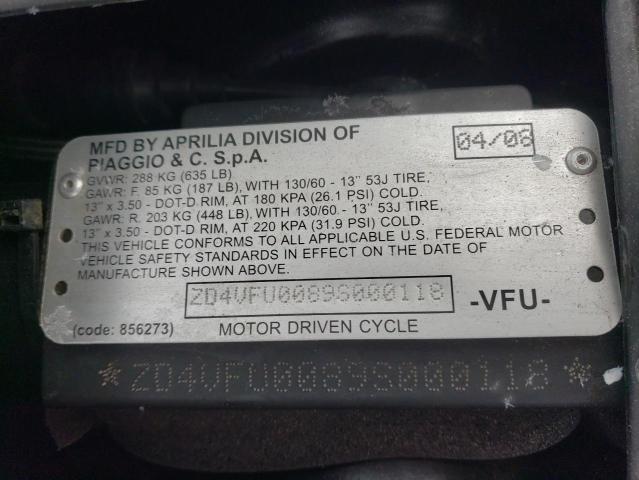 MFD BY APRILIA DIVISION OF
PIAGGIO & C. S.p.A.
04/08
GVWR: 288 KG (635 LB)
GAWR: F. 85 KG (187 LB), WITH 130/60 - 13" 53J TIRE,
13" x 3.50 - DOT-D RIM, AT 180 KPA (26.1 PSI) COLD.
GAWR: R. 203 KG (448 LB), WITH 130/60 - 13" 53J TIRE,
13" x 3.50 - DOT-D RIM, AT 220 KPA (31.9 PSI) COLD.
THIS VEHICLE CONFORMS TO ALL APPLICABLE U.S. FEDERAL MOTOR
VEHICLE SAFETY STANDARDS IN EFFECT ON THE DATE OF
MANUFACTURE SHOWN ABOVE.
ZD4VFU0089S000118
-VFU-
(code: 856273) MOTOR DRIVEN CYCLE
★ZD4VFU0089S000118★